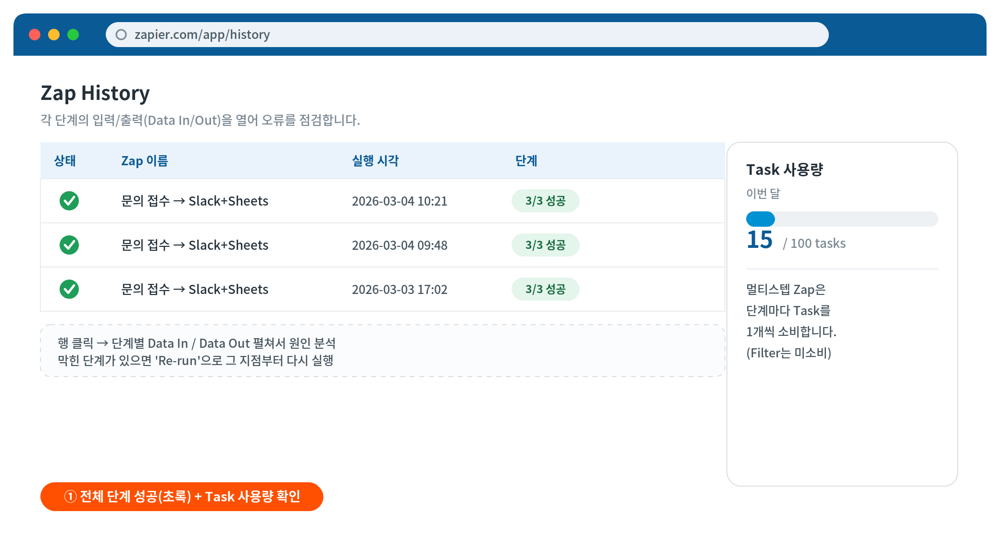 zapier.com/app/history
Zap History
각 단계의 입력/출력(Data In/Out)을 열어 오류를 점검합니다.
상태 Zap 이름 실행 시각 단계
문의 접수 → Slack+Sheets 2026-03-04 10:21 3/3 성공
문의 접수 → Slack+Sheets 2026-03-04 09:48 3/3 성공
문의 접수 → Slack+Sheets 2026-03-03 17:02 3/3 성공
행 클릭 → 단계별 Data In / Data Out 펼쳐서 원인 분석
막힌 단계가 있으면 'Re-run'으로 그 지점부터 다시 실행
Task 사용량
이번 달
15 / 100 tasks
멀티스텝 Zap은
단계마다 Task를
1개씩 소비합니다.
(Filter는 미소비)
① 전체 단계 성공(초록) + Task 사용량 확인